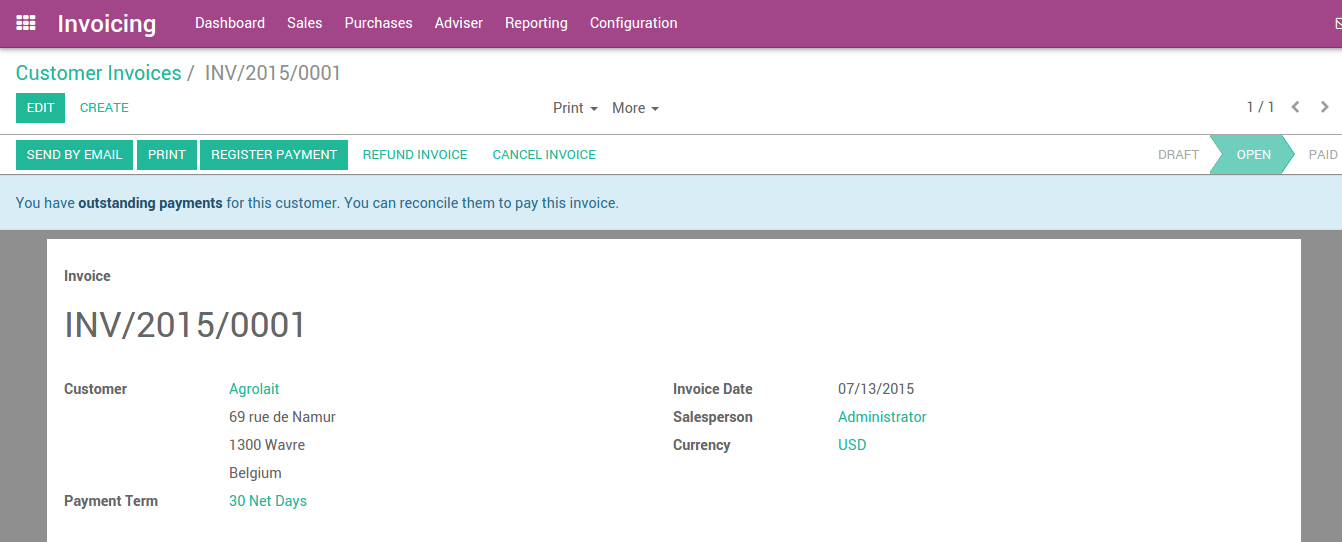 Invoicing Dashboard Sales Purchases Adviser Reporting Configuration
Customer Invoices / INV/2015/0001
EDIT CREATE Print More 1 / 1
SEND BY EMAIL PRINT REGISTER PAYMENT REFUND INVOICE CANCEL INVOICE DRAFT OPEN PAID
You have outstanding payments for this customer. You can reconcile them to pay this invoice.
Invoice
INV/2015/0001
Customer Agrolait Invoice Date 07/13/2015
69 rue de Namur Salesperson Administrator
1300 Wavre Currency USD
Belgium
Payment Term 30 Net Days